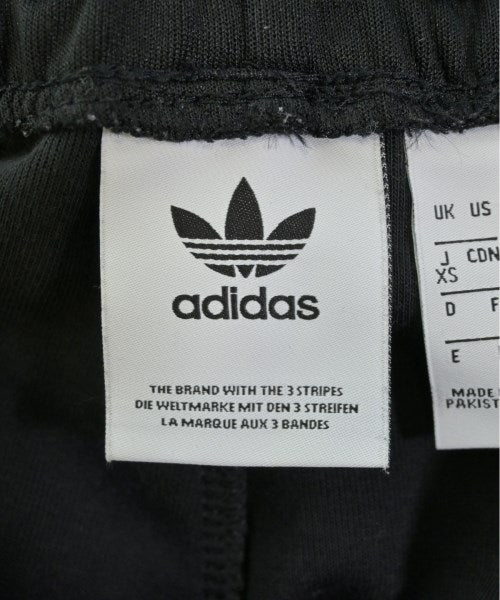 adidas
THE BRAND WITH THE 3 STRIPES
DIE WELTMARKE MIT DEN 3 STREIFEN
LA MARQUE AUX 3 BANDES
UK US
J CDN
XS
D F
E
MADE
PAKIST